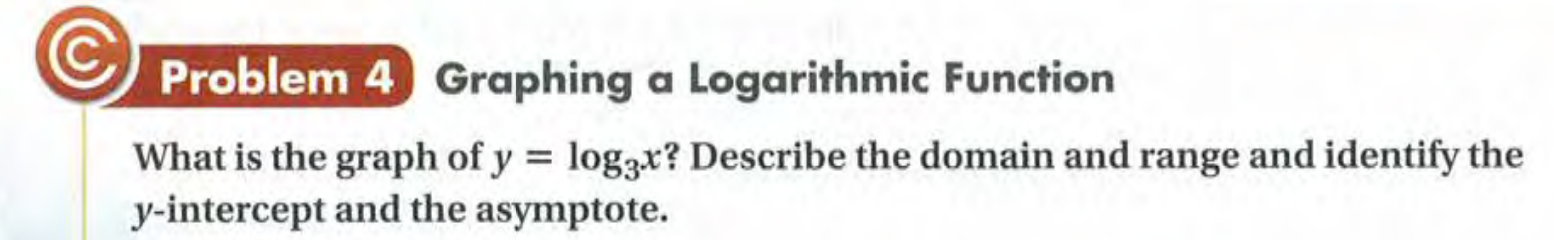 © Problem 4 Graphing a Logarithmic Function
What is the graph of y = log₃x? Describe the domain and range and identify the
y-intercept and the asymptote.